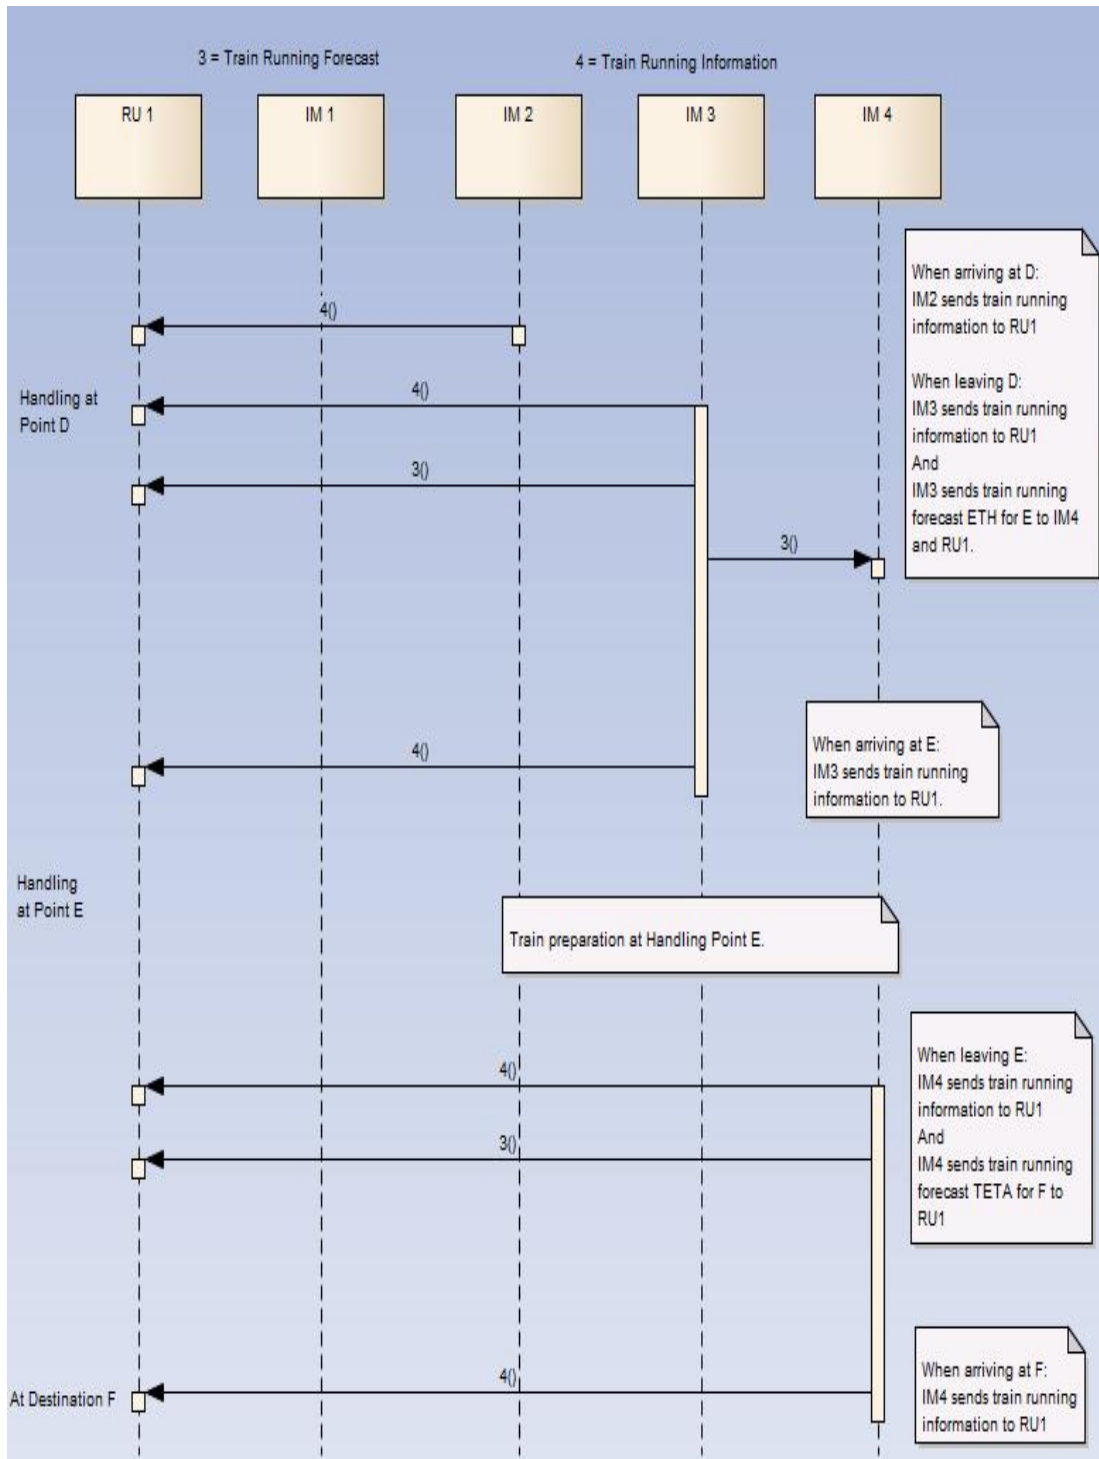 3 = Train Running Forecast
4 = Train Running Information
RU 1
IM 1
IM 2
IM 3
IM 4
When arriving at D:
IM2 sends train running
information to RU1
When leaving D:
IM3 sends train running
information to RU1
And
IM3 sends train running
forecast ETH for E to IM4
and RU1.
4()
Handling at
Point D
4()
3()
3()
When arriving at E:
IM3 sends train running
information to RU1.
4()
Handling
at Point E
Train preparation at Handling Point E.
When leaving E:
IM4 sends train running
information to RU1
And
IM4 sends train running
forecast TETA for F to
RU1
4()
3()
When arriving at F:
IM4 sends train running
information to RU1
4()
At Destination F